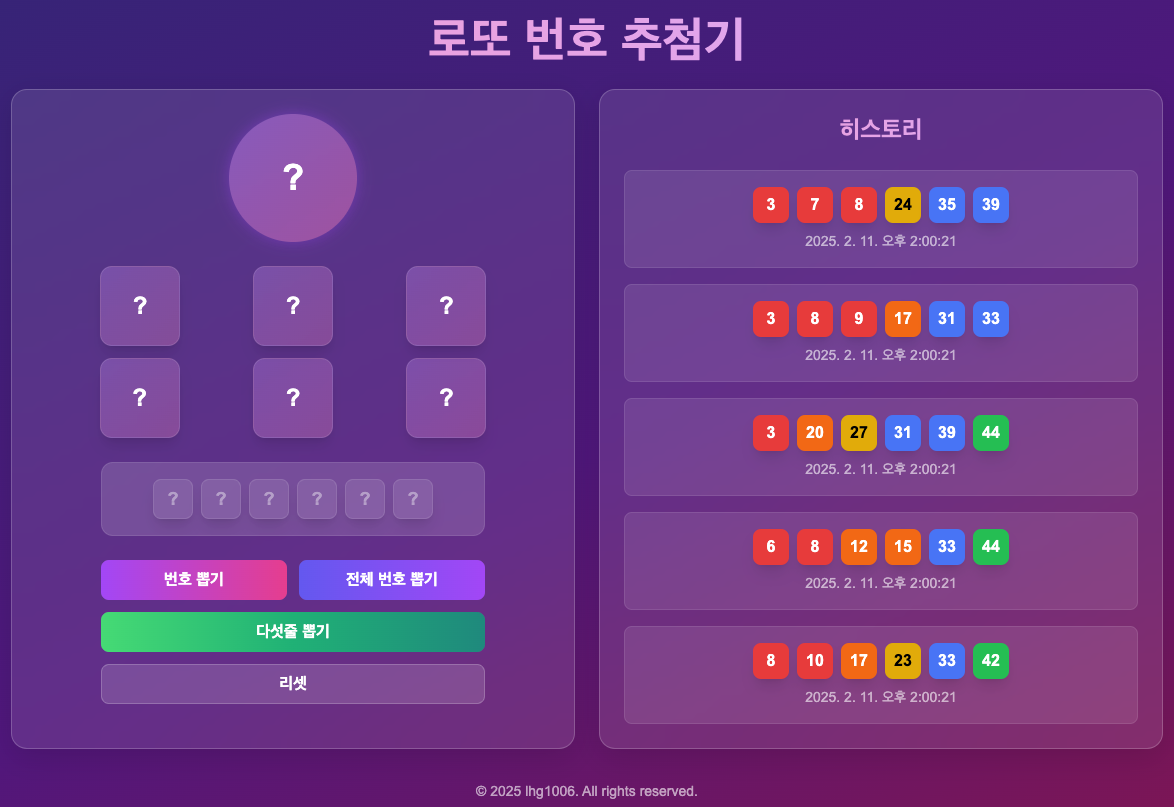 로또 번호 추첨기
?
? ? ?
? ? ?
? ? ? ? ? ?
번호 뽑기 전체 번호 뽑기
다섯줄 뽑기
리셋
히스토리
3 7 8 24 35 39
2025. 2. 11. 오후 2:00:21
3 8 9 17 31 33
2025. 2. 11. 오후 2:00:21
3 20 27 31 39 44
2025. 2. 11. 오후 2:00:21
6 8 12 15 33 44
2025. 2. 11. 오후 2:00:21
8 10 17 23 33 42
2025. 2. 11. 오후 2:00:21
© 2025 lhg1006. All rights reserved.